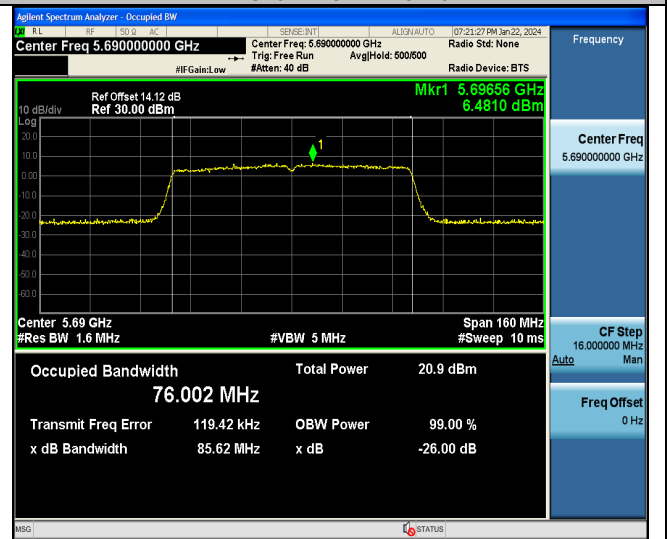 Agilent Spectrum Analyzer - Occupied BW
RL RF 50 Ω AC SENSE:INT ALIGNAUTO 07:21:27 PM Jan 22, 2024
Center Freq 5.690000000 GHz Center Freq: 5.690000000 GHz Radio Std: None
Trig: Free Run Avg|Hold: 500/500
#IFGain:Low #Atten: 40 dB Radio Device: BTS
Frequency
Mkr1 5.69656 GHz
6.4810 dBm
Ref Offset 14.12 dB
10 dB/div Ref 30.00 dBm
Log
20.0
10.0
0.00
-10.0
-20.0
-30.0
-40.0
-50.0
-60.0
1
Center 5.69 GHz Span 160 MHz
#Res BW 1.6 MHz #VBW 5 MHz #Sweep 10 ms
Occupied Bandwidth Total Power 20.9 dBm
76.002 MHz
Transmit Freq Error 119.42 kHz OBW Power 99.00 %
x dB Bandwidth 85.62 MHz x dB -26.00 dB
Center Freq
5.690000000 GHz
CF Step
16.000000 MHz
Auto Man
Freq Offset
0 Hz
MSG STATUS